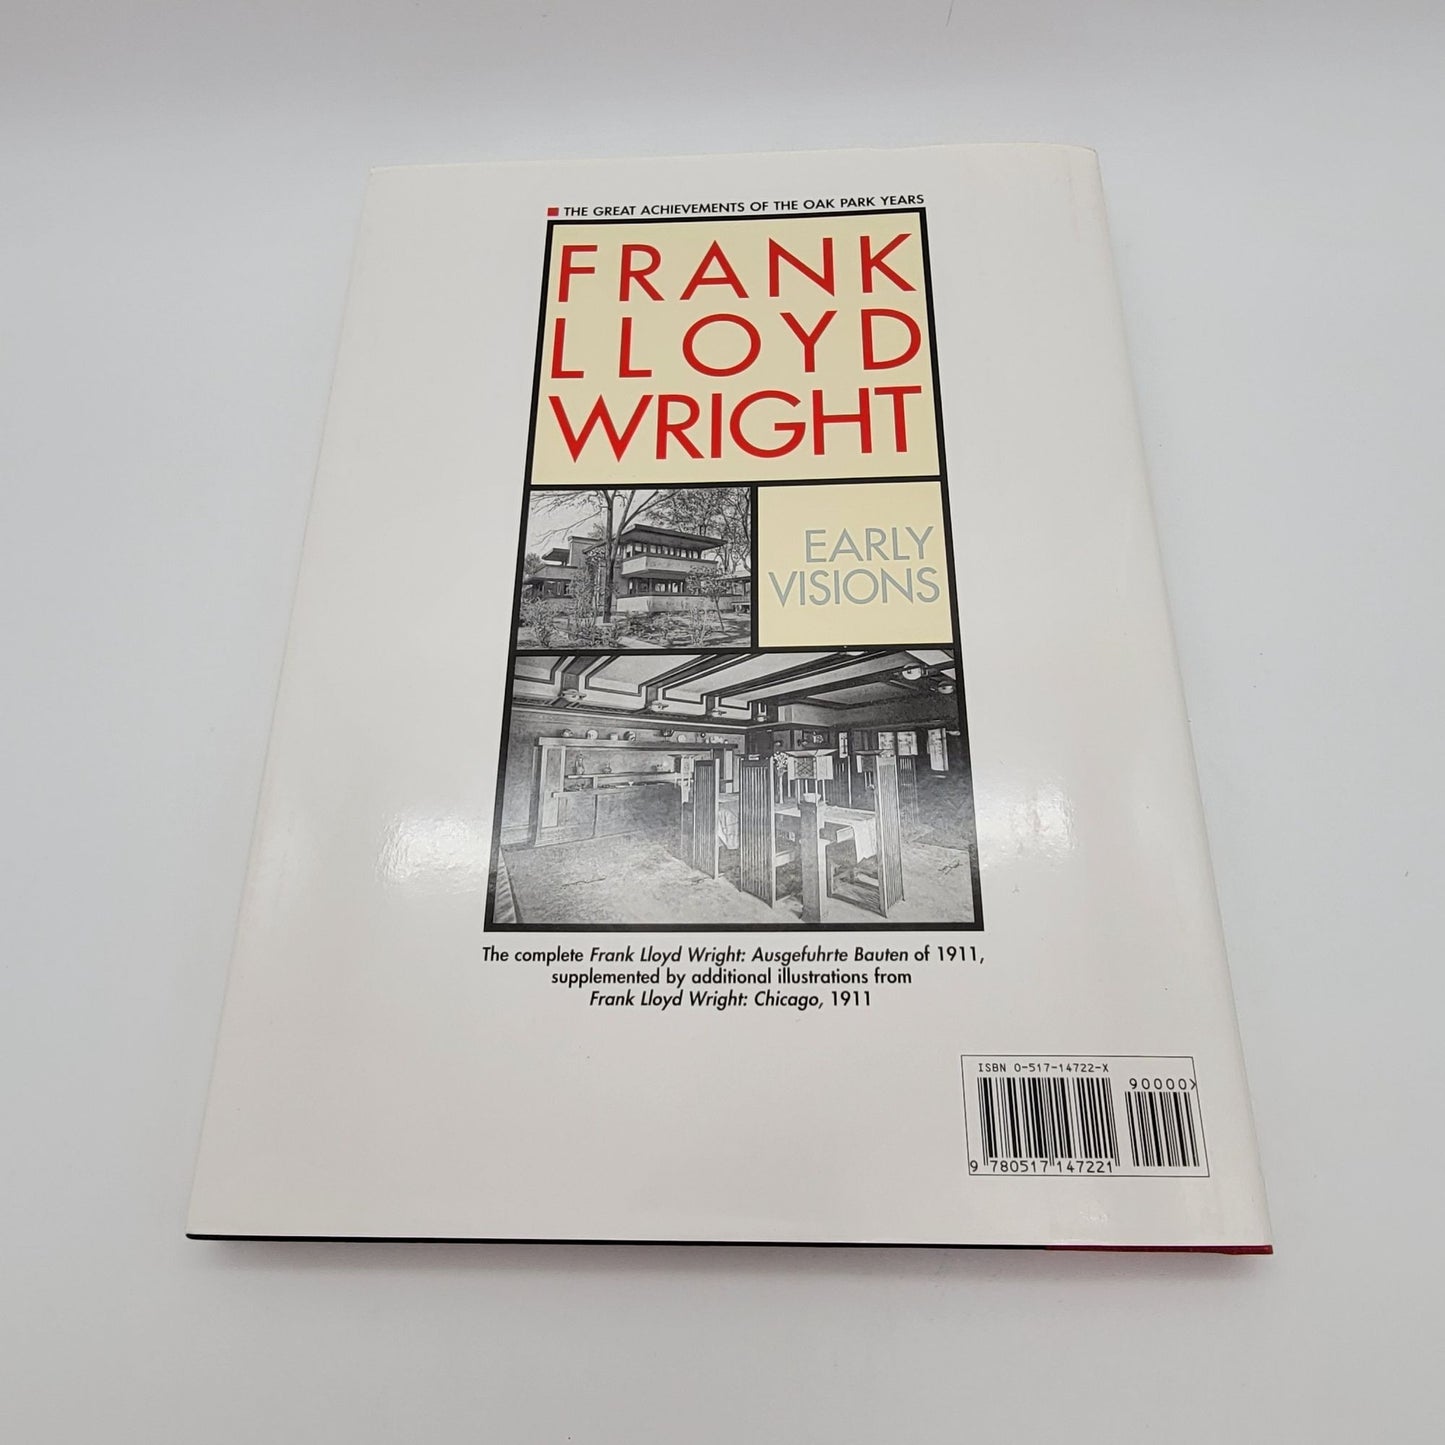 THE GREAT ACHIEVEMENTS OF THE OAK PARK YEARS
FRANK
LLOYD
WRIGHT
EARLY
VISIONS
The complete Frank Lloyd Wright: Ausgefuhrte Bauten of 1911,
supplemented by additional illustrations from
Frank Lloyd Wright: Chicago, 1911
ISBN 0-517-14722-X
90000>
9 780517 147221